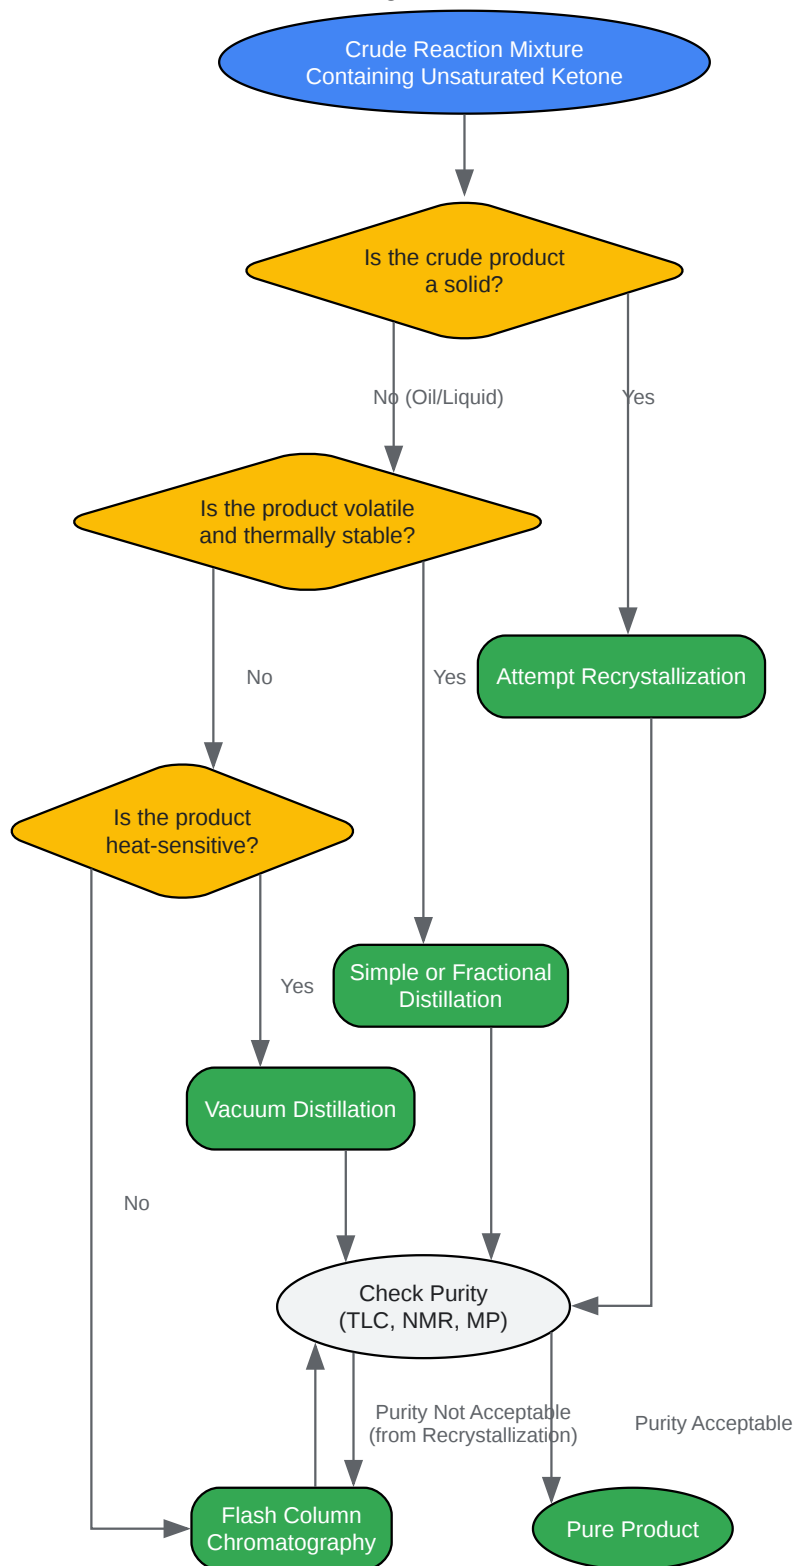 Crude Reaction Mixture
Containing Unsaturated Ketone
Is the crude product
a solid?
No (Oil/Liquid)
Yes
Is the product volatile
and thermally stable?
No
Yes
Attempt Recrystallization
Is the product
heat-sensitive?
Simple or Fractional
Distillation
Yes
Vacuum Distillation
No
Check Purity
(TLC, NMR, MP)
Purity Not Acceptable
(from Recrystallization)
Purity Acceptable
Flash Column
Chromatography
Pure Product